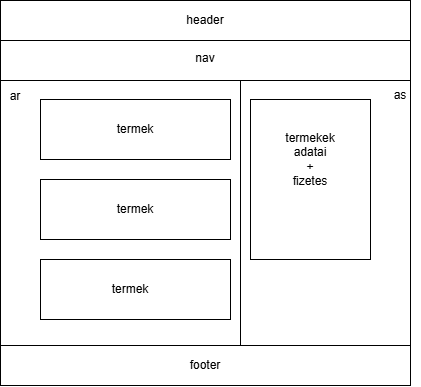 header
nav
ar
as
termek
termek
termek
termekek
adatai
+
fizetes
footer